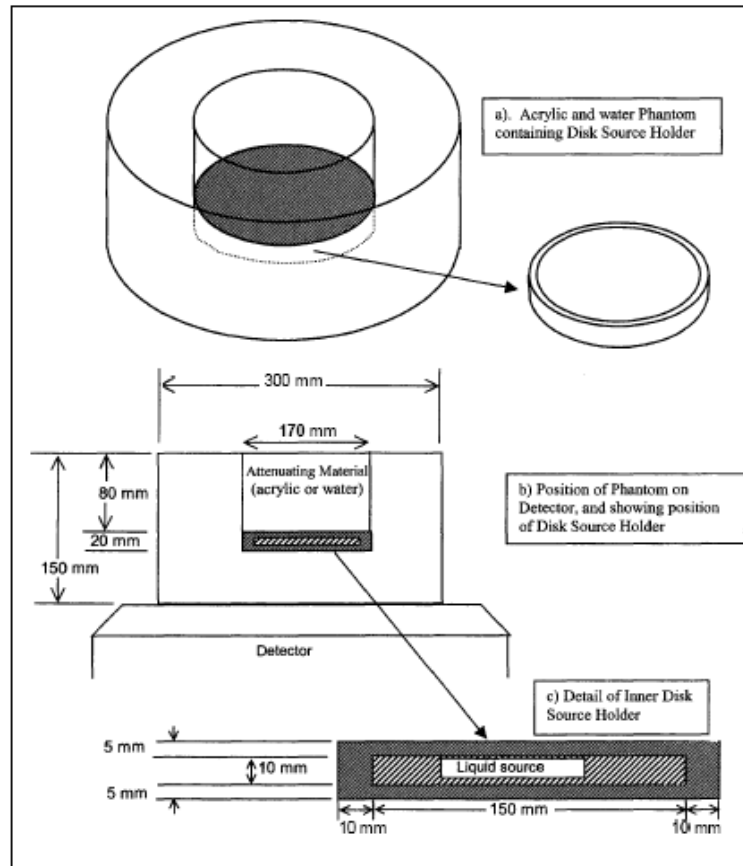 a). Acrylic and water Phantom
containing Disk Source Holder
300 mm
170 mm
Attenuating Material
(acrylic or water)
80 mm
20 mm
150 mm
b) Position of Phantom on
Detector, and showing position
of Disk Source Holder
Detector
c) Detail of Inner Disk
Source Holder
5 mm
10 mm
Liquid source
5 mm
10 mm
150 mm
10 mm